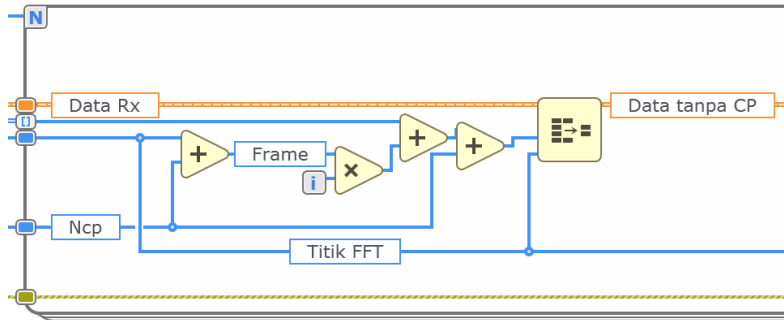 N
Data Rx
Data tanpa CP
[ ]
+
+
+
Frame
×
i
Ncp
Titik FFT